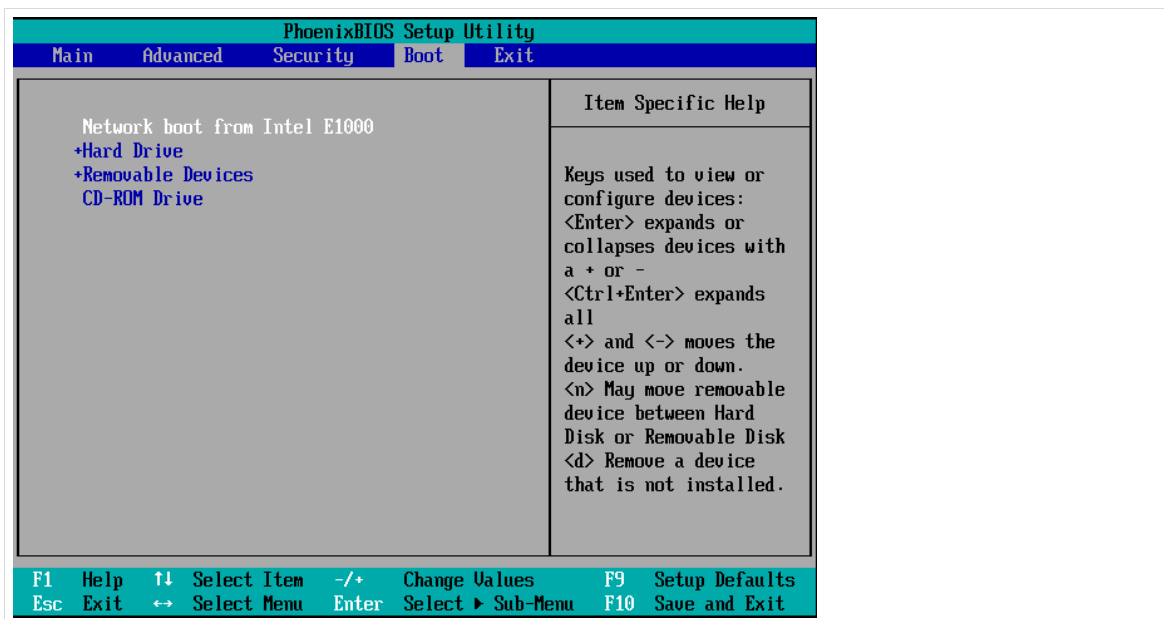 PhoenixBIOS Setup Utility
Main Advanced Security Boot Exit
Network boot from Intel E1000
+Hard Drive
+Removable Devices
CD-ROM Drive
Item Specific Help
Keys used to view or
configure devices:
<Enter> expands or
collapses devices with
a + or -
<Ctrl+Enter> expands
all
<+> and <-> moves the
device up or down.
<n> May move removable
device between Hard
Disk or Removable Disk
<d> Remove a device
that is not installed.
F1 Help ↑↓ Select Item -/+ Change Values F9 Setup Defaults
Esc Exit ↔ Select Menu Enter Select ▶ Sub-Menu F10 Save and Exit